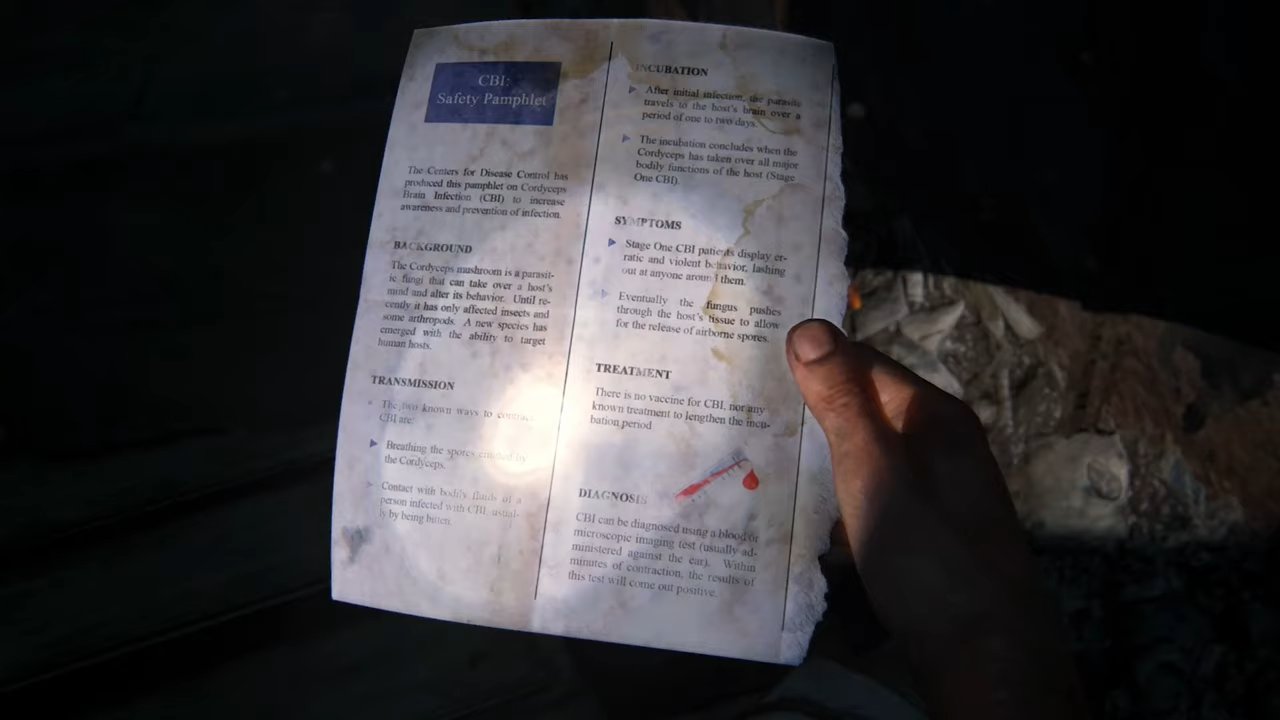 CBI:
Safety Pamphlet
The Centers for Disease Control has
produced this pamphlet on Cordyceps
Brain Infection (CBI) to increase
awareness and prevention of infection.
BACKGROUND
The Cordyceps mushroom is a parasit-
ic fungi that can take over a host's
mind and alter its behavior. Until re-
cently it has only affected insects and
some arthropods. A new species has
emerged with the ability to target
human hosts.
TRANSMISSION
The two known ways to contract
CBI are:
Breathing the spores emitted by
the Cordyceps.
Contact with bodily fluids of a
person infected with CBI, usual-
ly by being bitten.
INCUBATION
After initial infection, the parasite
travels to the host's brain over a
period of one to two days.
The incubation concludes when the
Cordyceps has taken over all major
bodily functions of the host (Stage
One CBI).
SYMPTOMS
Stage One CBI patients display er-
ratic and violent behavior, lashing
out at anyone around them.
Eventually the fungus pushes
through the host's tissue to allow
for the release of airborne spores.
TREATMENT
There is no vaccine for CBI, nor any
known treatment to lengthen the incu-
bation period
DIAGNOSIS
CBI can be diagnosed using a blood or
microscopic imaging test (usually ad-
ministered against the ear). Within
minutes of contraction, the results of
this test will come out positive.